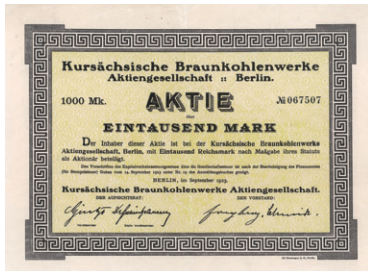 Kursächsische Braunkohlenwerke
Aktiengesellschaft :: Berlin.
1000 Mk.
AKTIE
№067507
über
EINTAUSEND MARK
Der Inhaber dieser Aktie ist bei der Kursächsische Braunkohlenwerke
Aktiengesellschaft, Berlin, mit Eintausend Reichsmark nach Maßgabe ihres Statuts
als Aktionär beteiligt.
BERLIN, im September 1923.
Kursächsische Braunkohlenwerke Aktiengesellschaft.
DER AUFSICHTSRAT:
DER VORSTAND: